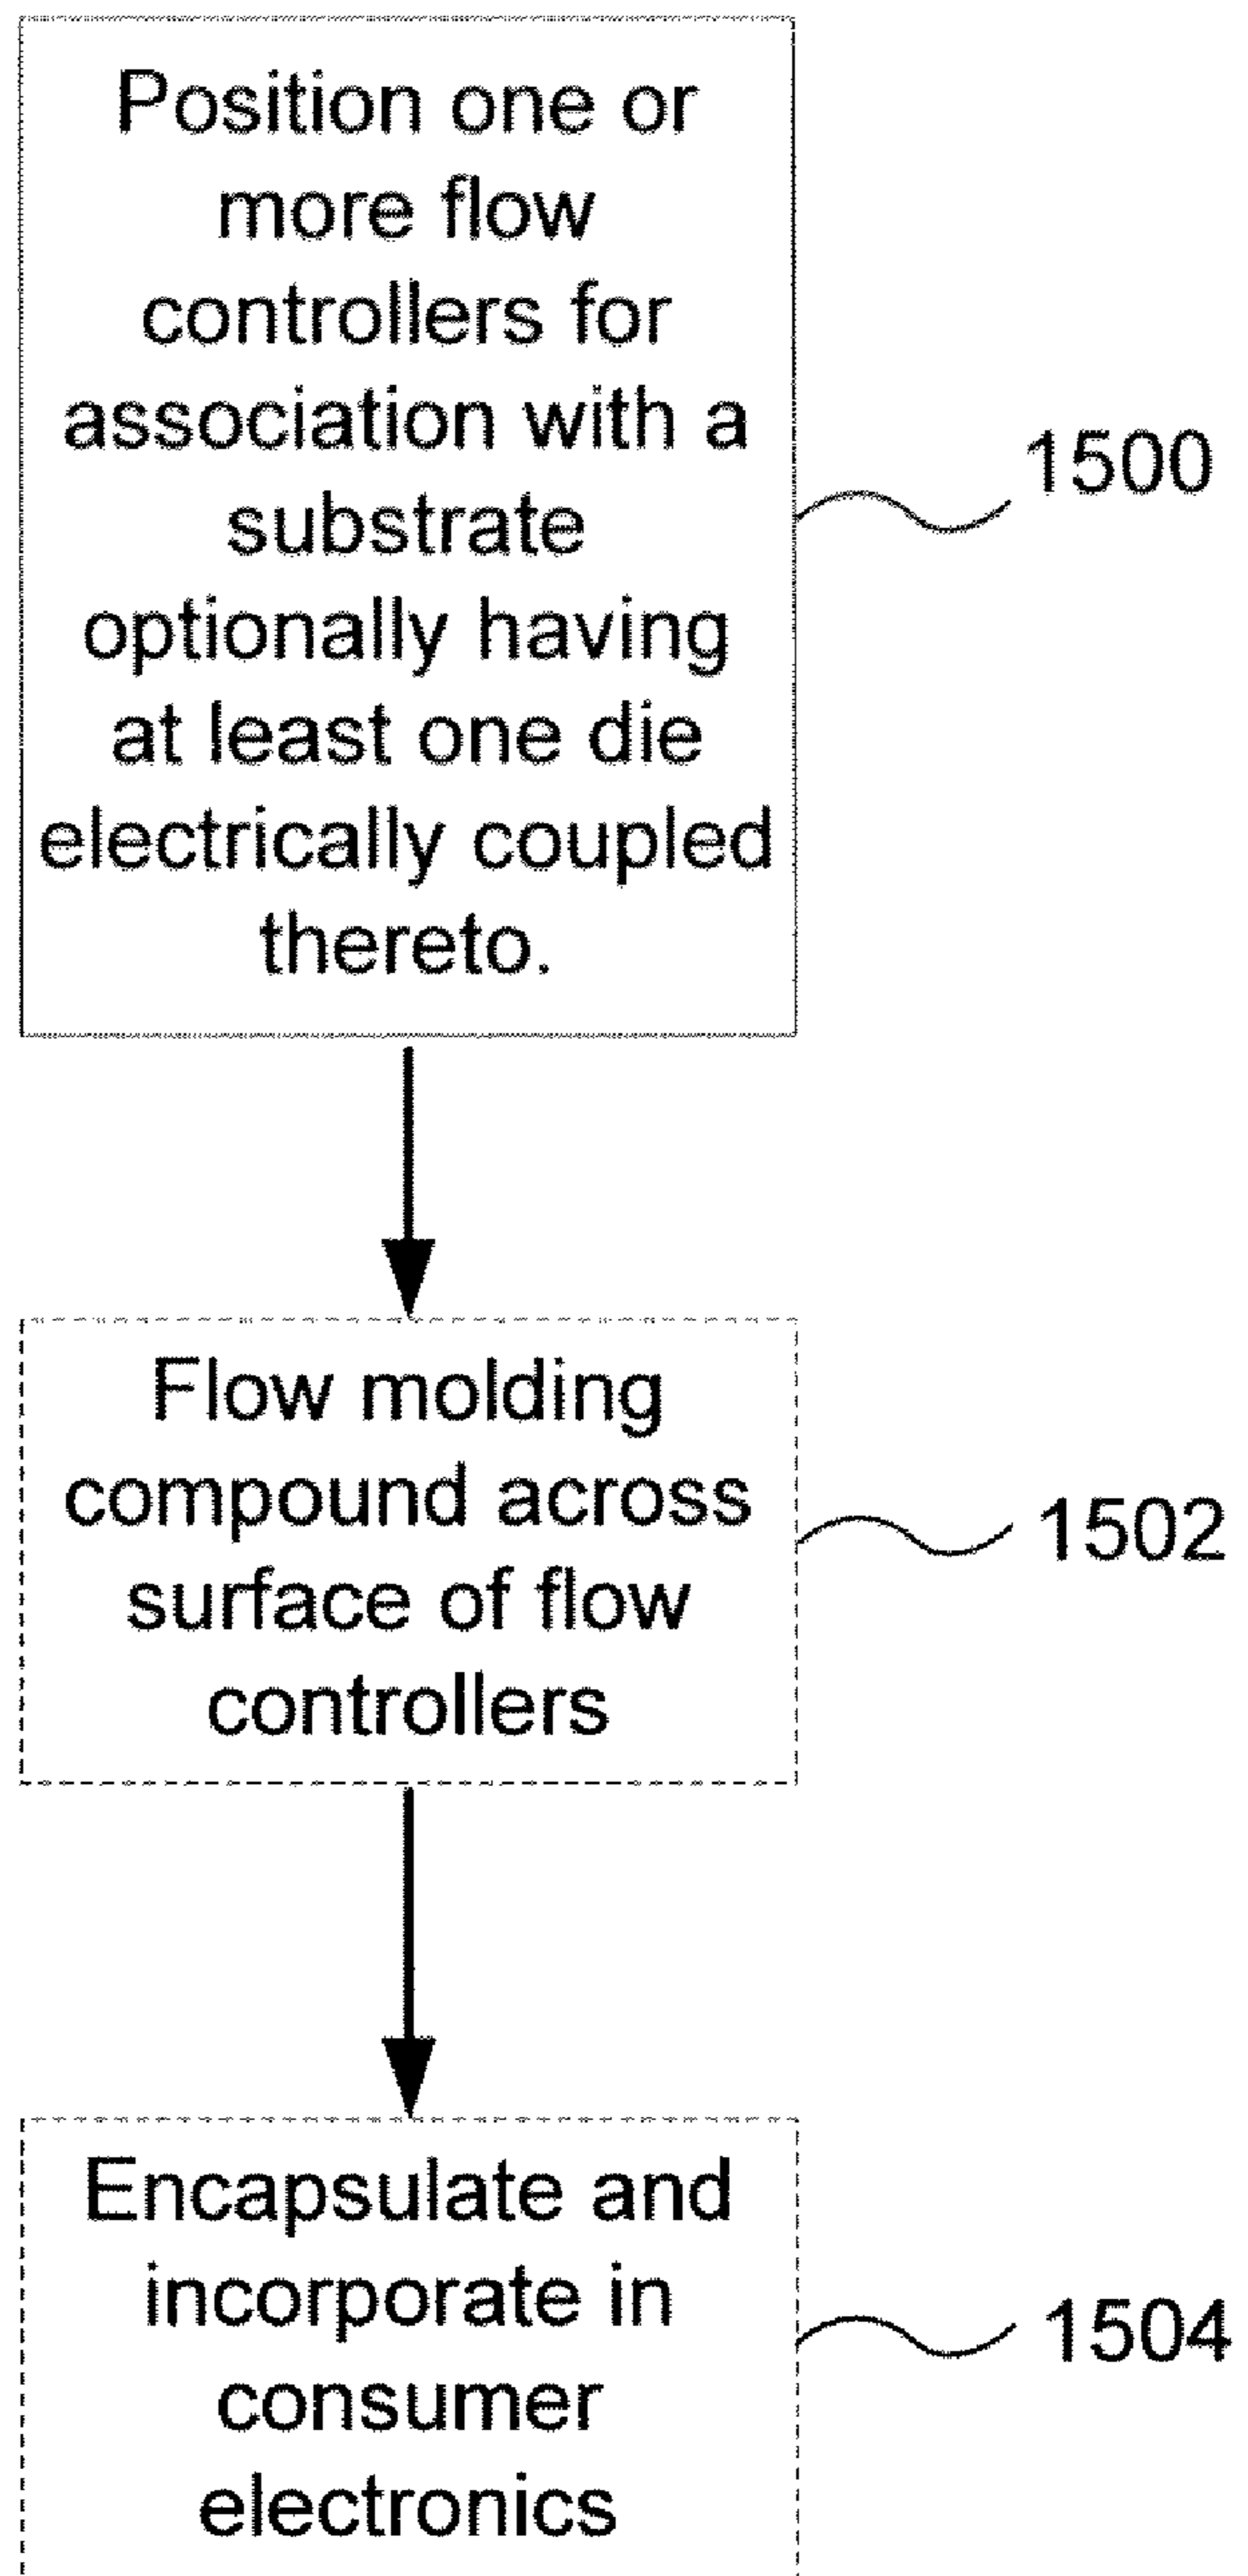 Position one or
more flow
controllers for
association with a
substrate
optionally having
at least one die
electrically coupled
thereto.
1500
Flow molding
compound across
surface of flow
controllers
1502
Encapsulate and
incorporate in
consumer
electronics
1504